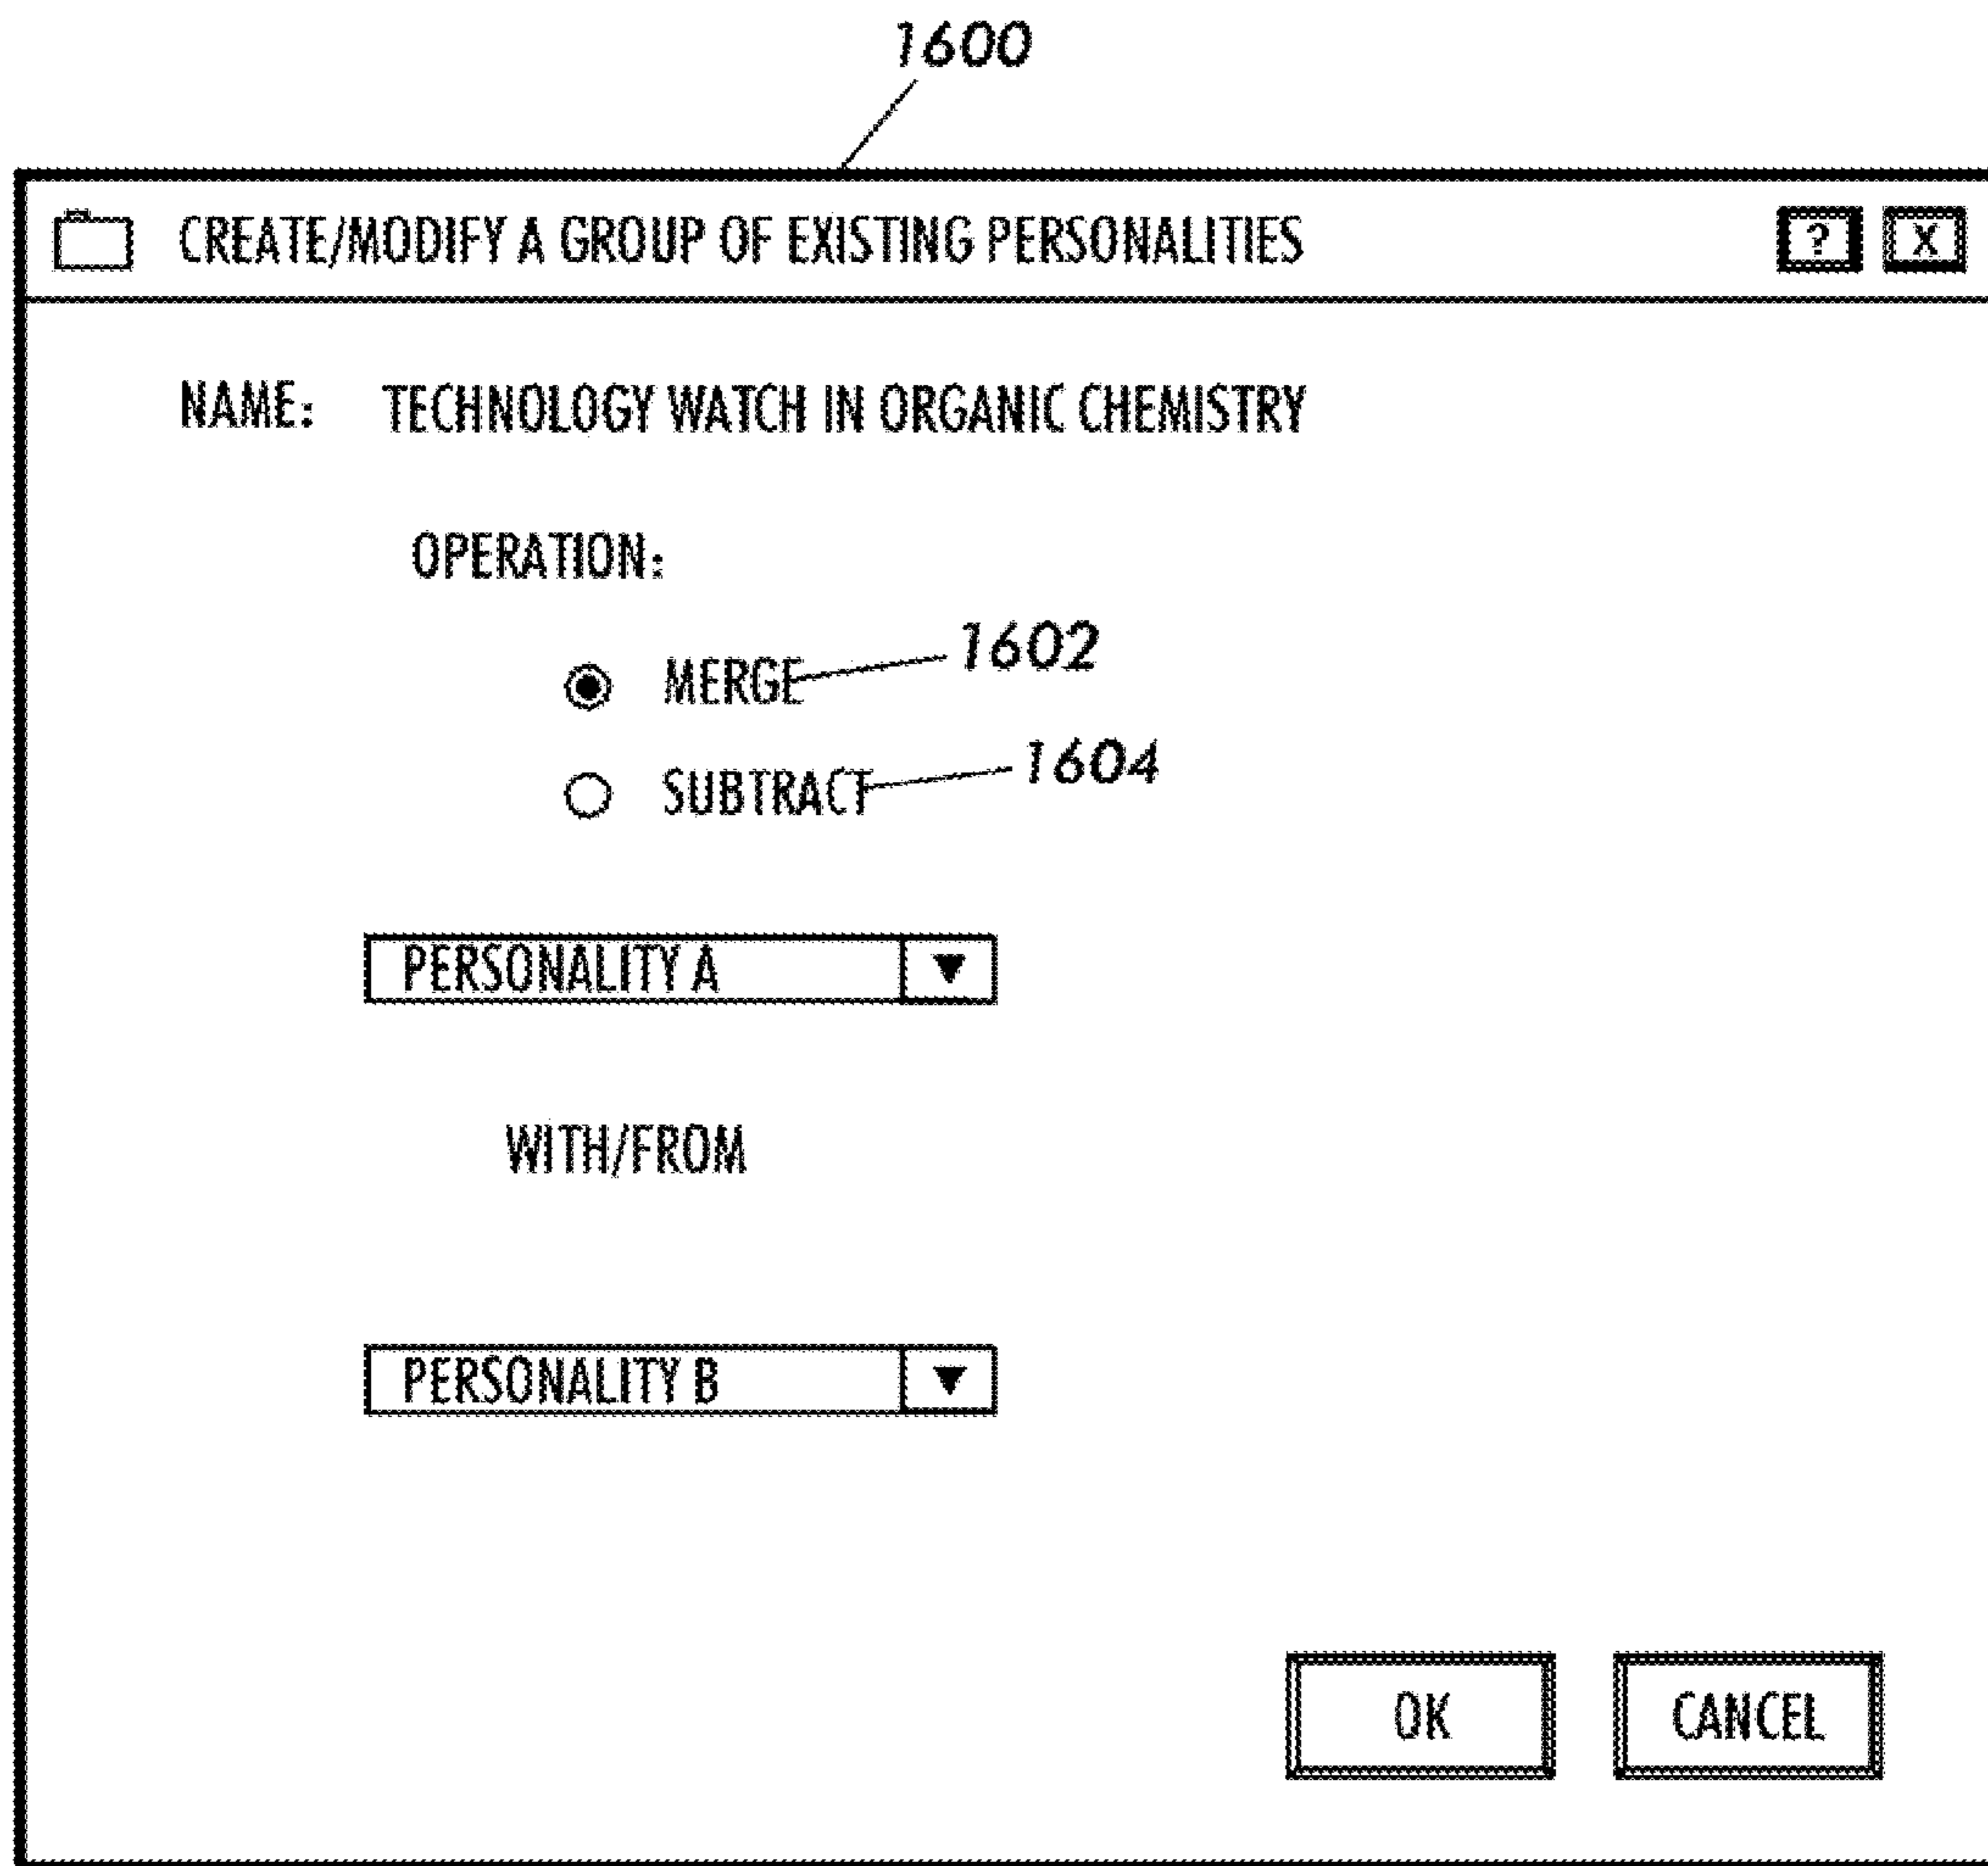 1600
CREATE/MODIFY A GROUP OF EXISTING PERSONALITIES ? X
NAME: TECHNOLOGY WATCH IN ORGANIC CHEMISTRY
OPERATION:
MERGE 1602
SUBTRACT 1604
PERSONALITY A
WITH/FROM
PERSONALITY B
OK CANCEL